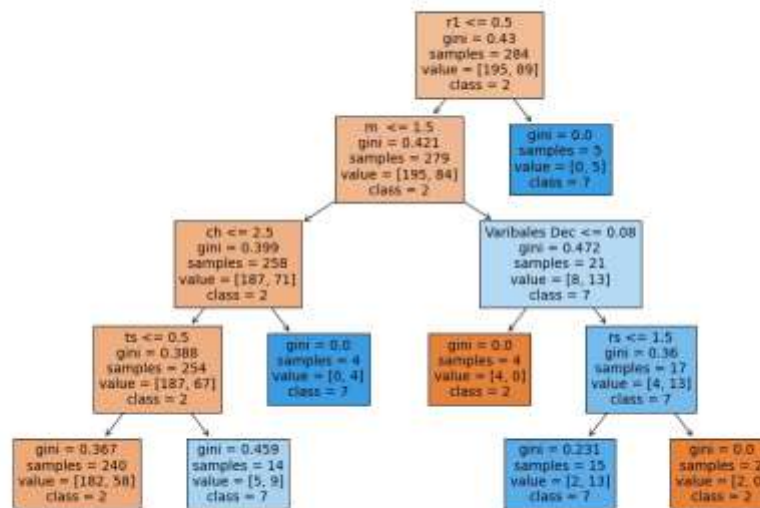 r1 <= 0.5
gini = 0.43
samples = 284
value = [195, 89]
class = 2
m <= 1.5
gini = 0.421
samples = 279
value = [195, 84]
class = 2
gini = 0.0
samples = 5
value = [0, 5]
class = 7
ch <= 2.5
gini = 0.399
samples = 258
value = [187, 71]
class = 2
Varibales Dec <= 0.08
gini = 0.472
samples = 21
value = [8, 13]
class = 7
ts <= 0.5
gini = 0.388
samples = 254
value = [187, 67]
class = 2
gini = 0.0
samples = 4
value = [0, 4]
class = 7
gini = 0.0
samples = 4
value = [4, 0]
class = 2
rs <= 1.5
gini = 0.36
samples = 17
value = [4, 13]
class = 7
gini = 0.367
samples = 240
value = [182, 58]
class = 2
gini = 0.459
samples = 14
value = [5, 9]
class = 7
gini = 0.231
samples = 15
value = [2, 13]
class = 7
gini = 0.0
samples = 2
value = [2, 0]
class = 2